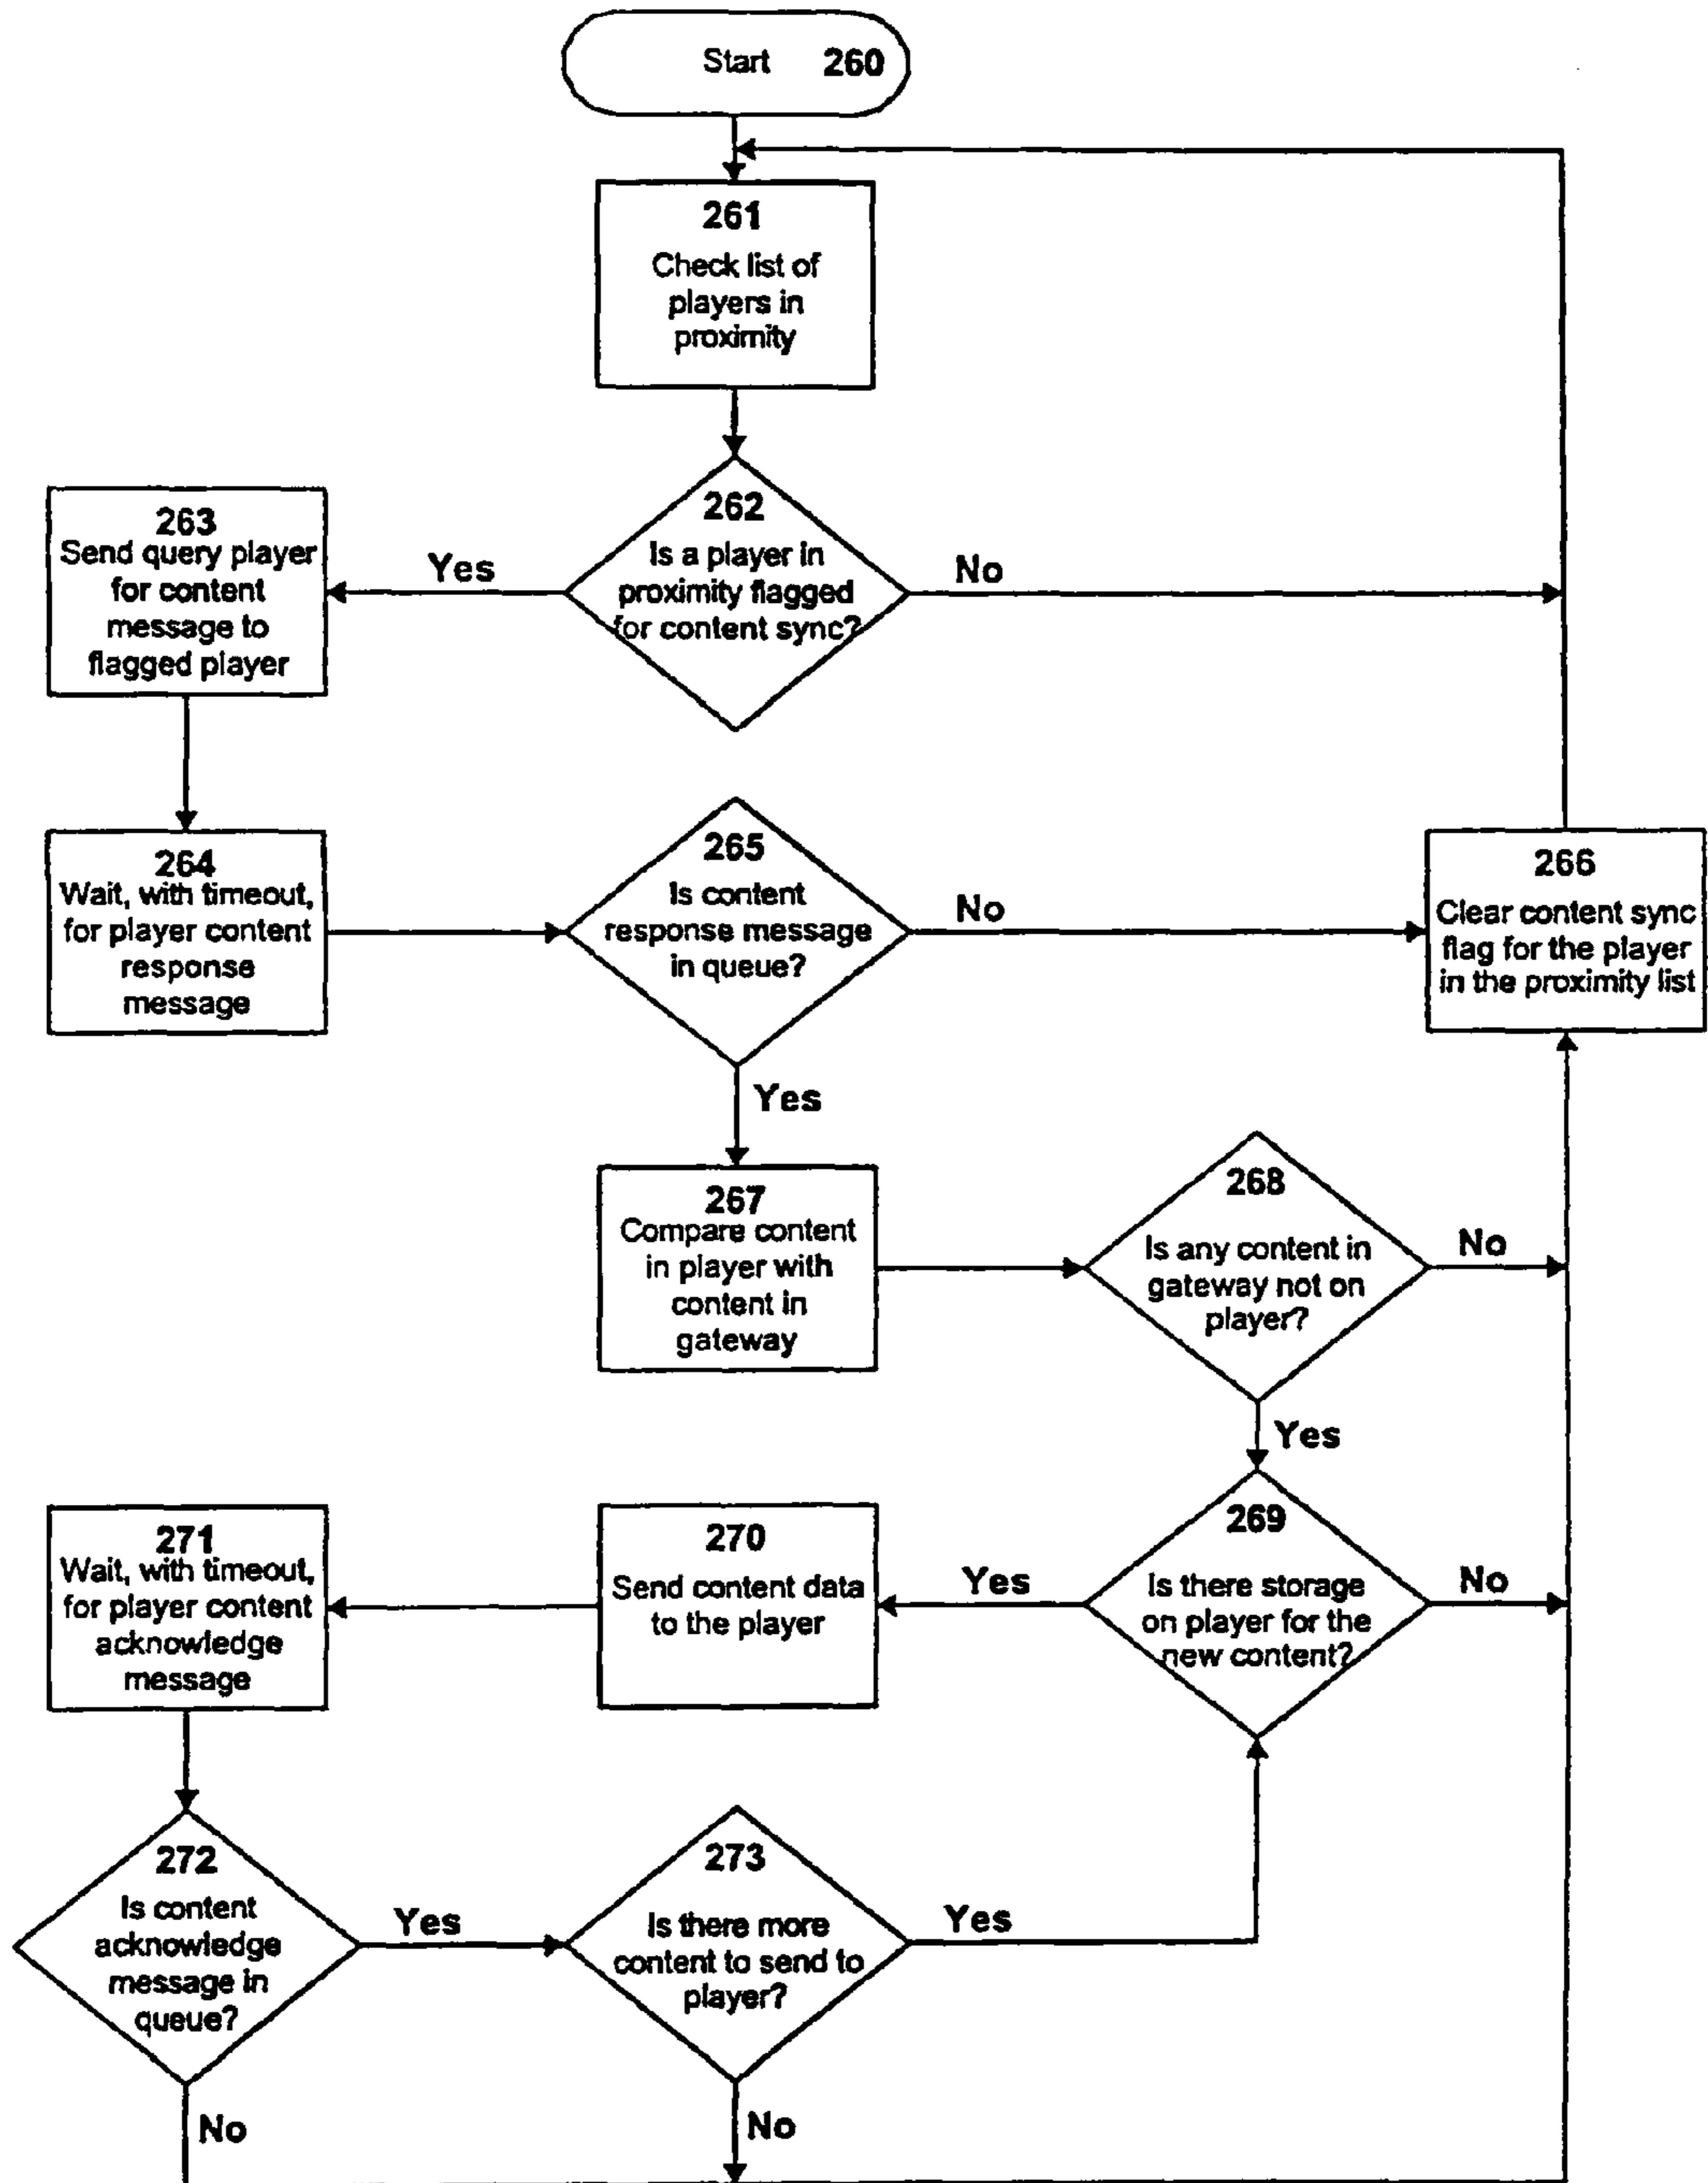 Start 260
261
Check list of
players in
proximity
262
Is a player in
proximity flagged
for content sync?
Yes
No
263
Send query player
for content
message to
flagged player
264
Wait, with timeout,
for player content
response
message
265
Is content
response message
in queue?
No
Yes
266
Clear content sync
flag for the player
in the proximity list
267
Compare content
in player with
content in
gateway
268
Is any content in
gateway not on
player?
No
Yes
269
Is there storage
on player for the
new content?
Yes
No
270
Send content data
to the player
271
Wait, with timeout,
for player content
acknowledge
message
272
Is content
acknowledge
message in
queue?
Yes
No
273
Is there more
content to send to
player?
Yes
No